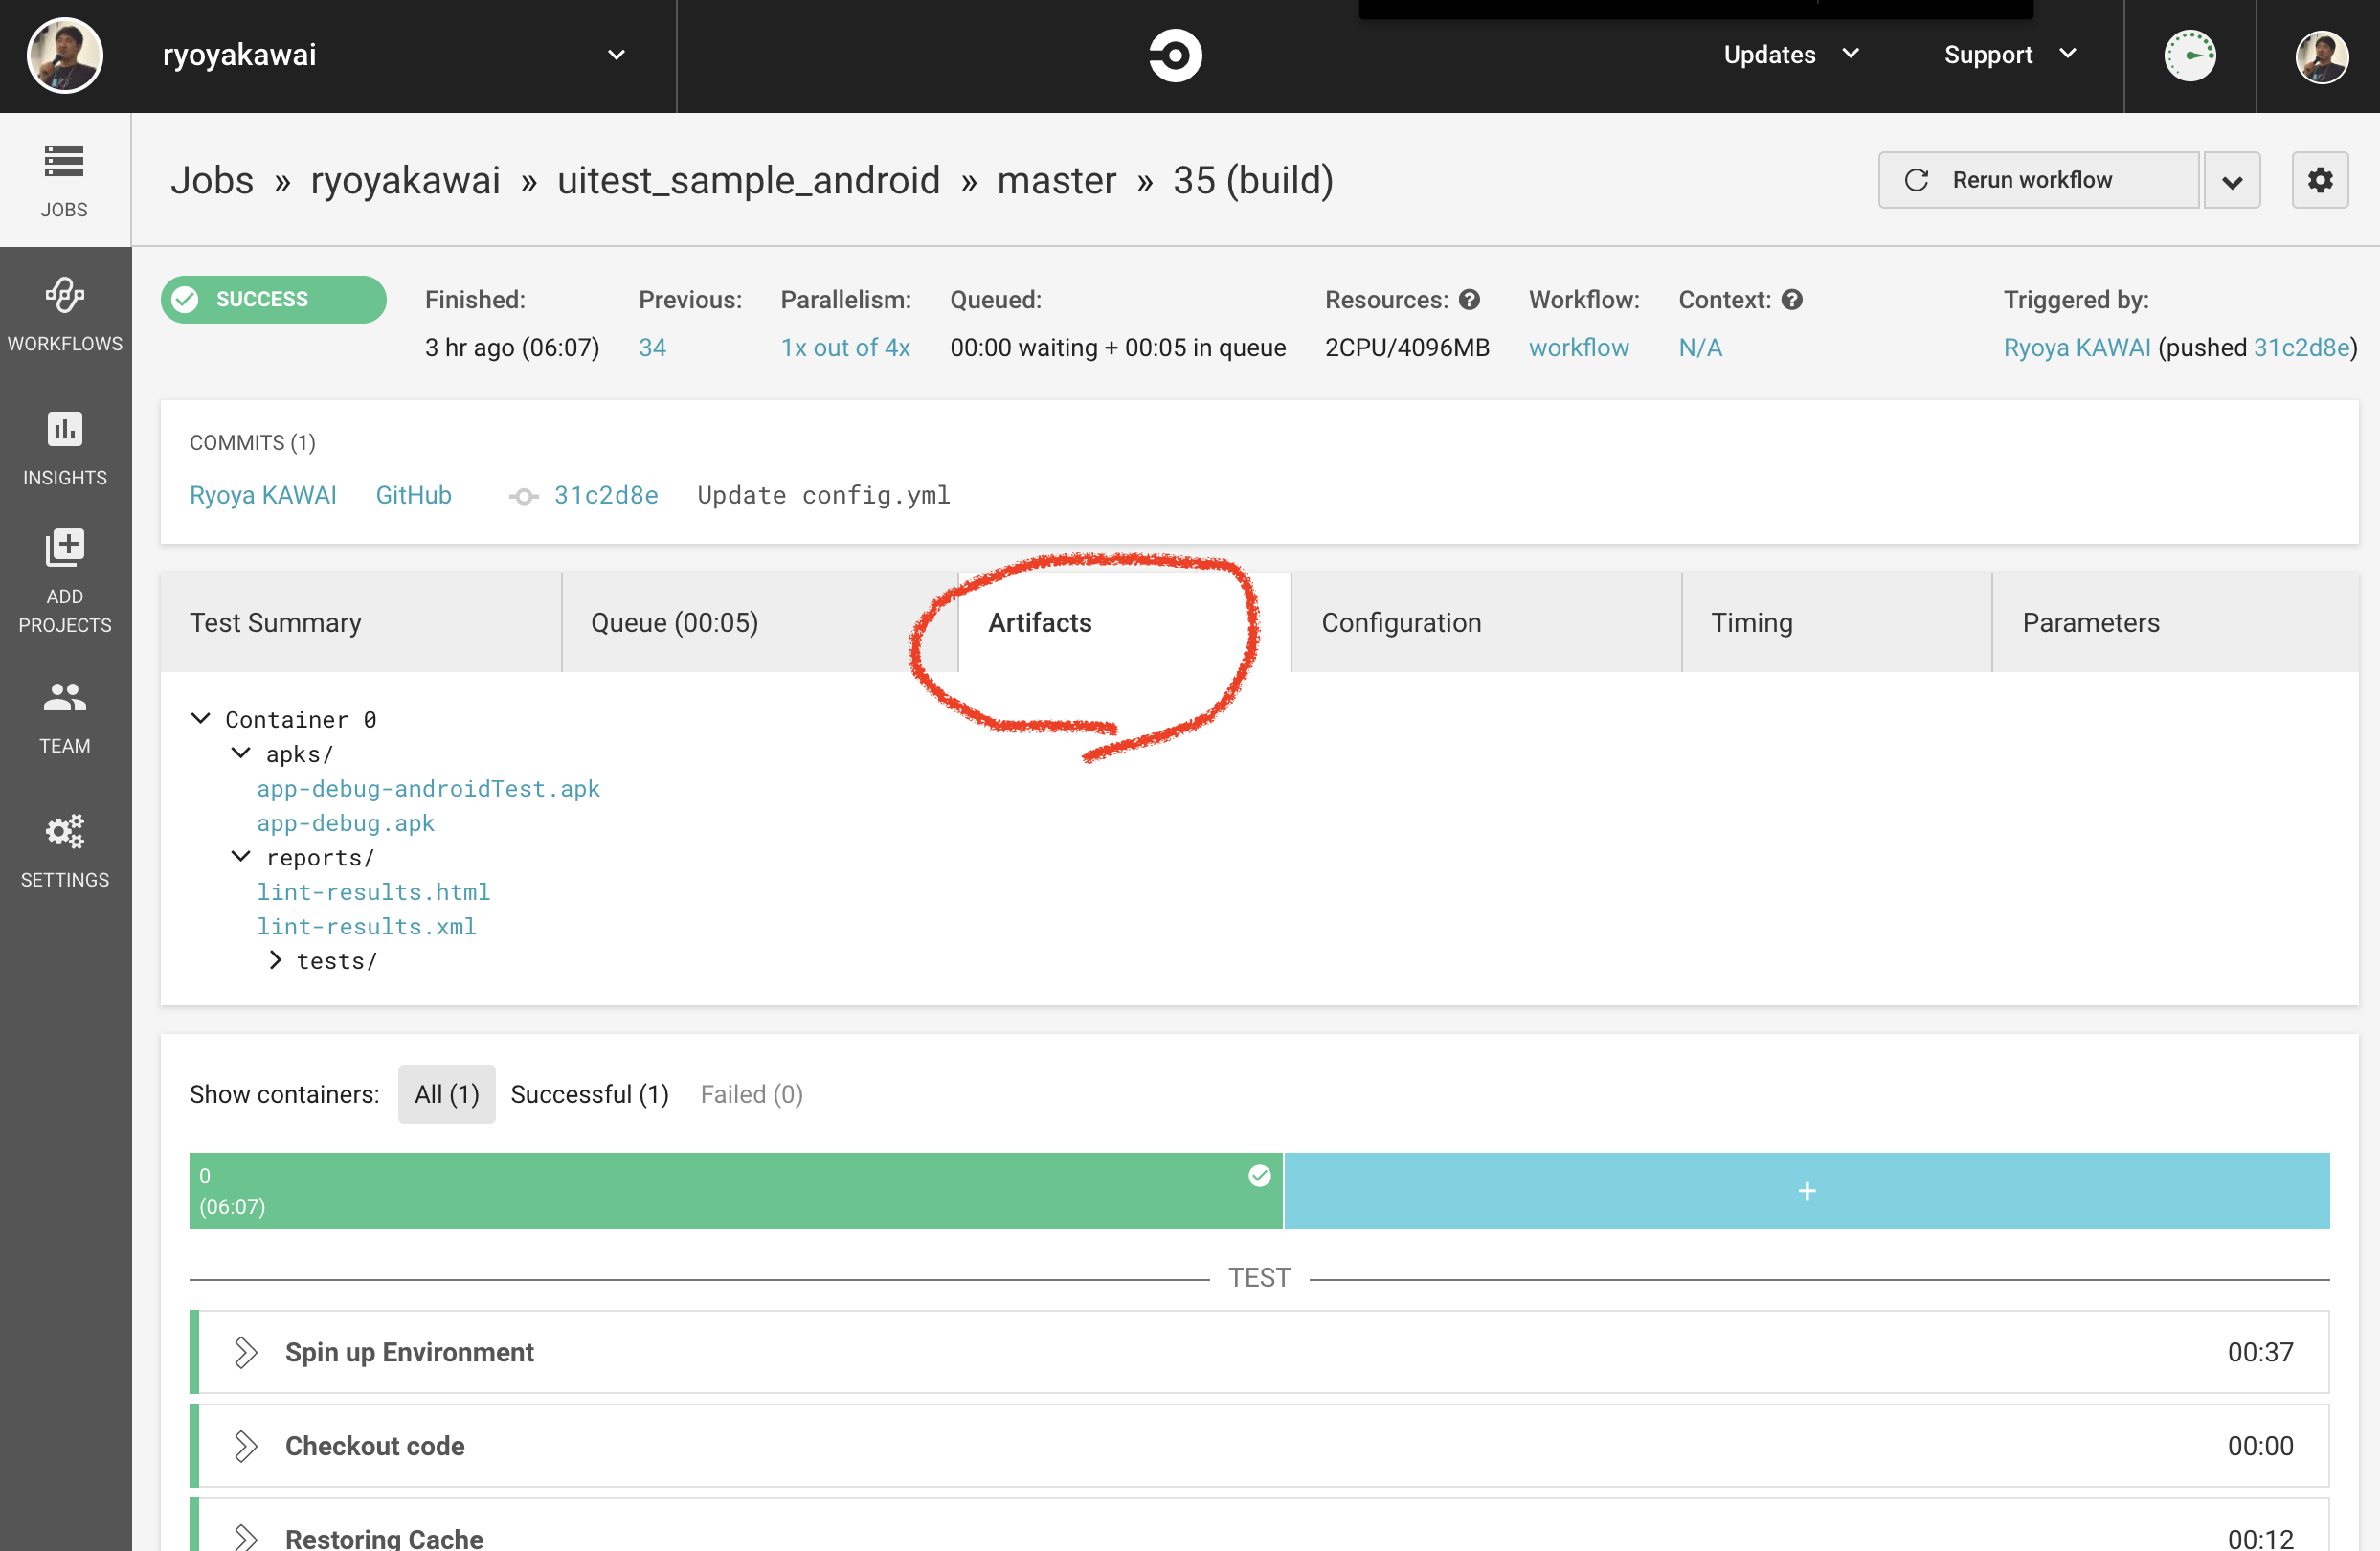 ryoyakawai
Updates
Support
JOBS
Jobs » ryoyakawai » uitest_sample_android » master » 35 (build)
Rerun workflow
WORKFLOWS
INSIGHTS
ADD
PROJECTS
TEAM
SETTINGS
SUCCESS
Finished: Previous: Parallelism: Queued: Resources: Workflow: Context: Triggered by:
3 hr ago (06:07) 34 1x out of 4x 00:00 waiting + 00:05 in queue 2CPU/4096MB workflow N/A Ryoya KAWAI (pushed 31c2d8e)
COMMITS (1)
Ryoya KAWAI GitHub 31c2d8e Update config.yml
Test Summary Queue (00:05) Artifacts Configuration Timing Parameters
Container 0
apks/
app-debug-androidTest.apk
app-debug.apk
reports/
lint-results.html
lint-results.xml
tests/
Show containers: All (1) Successful (1) Failed (0)
0
(06:07)
+
TEST
Spin up Environment 00:37
Checkout code 00:00
Restoring Cache 00:12